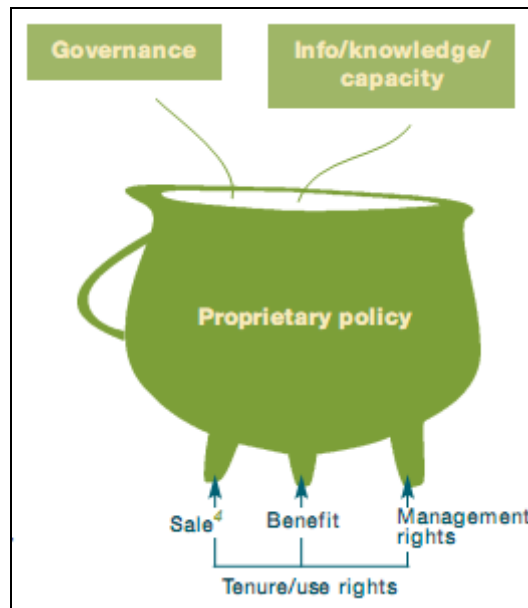 Governance
Info/knowledge/
capacity
Proprietary policy
Sale4
Benefit
Management
rights
Tenure/use rights